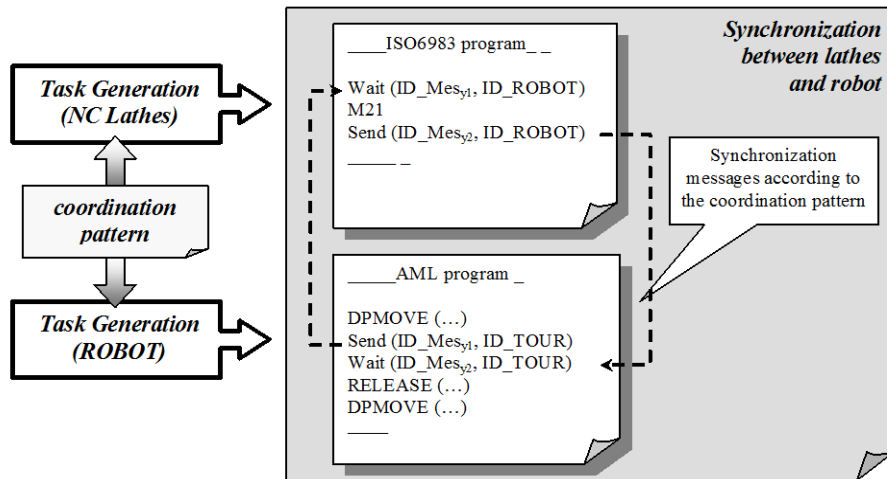 Synchronization
between lathes
and robot
Task Generation
(NC Lathes)
coordination
pattern
Task Generation
(ROBOT)
____ISO6983 program_ _
Wait (ID_Mesy1, ID_ROBOT)
M21
Send (ID_Mesy2, ID_ROBOT)
_____ _
Synchronization
messages according to
the coordination pattern
_____AML program _
DPMOVE (…)
Send (ID_Mesy1, ID_TOUR)
Wait (ID_Mesy2, ID_TOUR)
RELEASE (…)
DPMOVE (…)
____